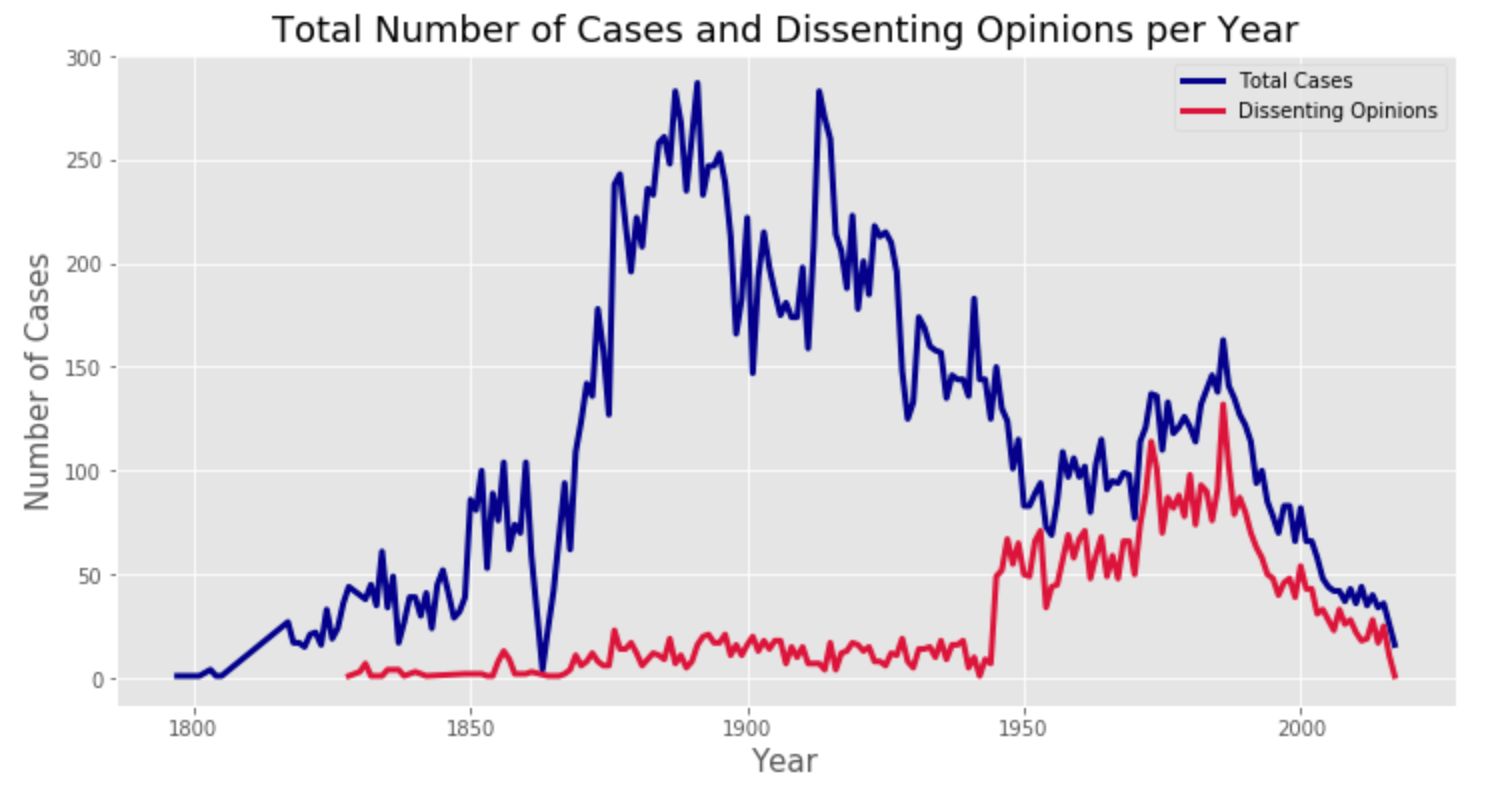 Total Number of Cases and Dissenting Opinions per Year
Total Cases
Dissenting Opinions
Number of Cases
300
250
200
150
100
50
0
1800 1850 1900 1950 2000
Year